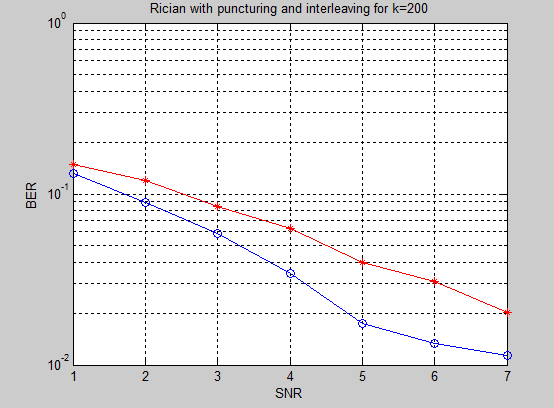 Rician with puncturing and interleaving for k=200
10^0
10^-1
10^-2
BER
1 2 3 4 5 6 7
SNR